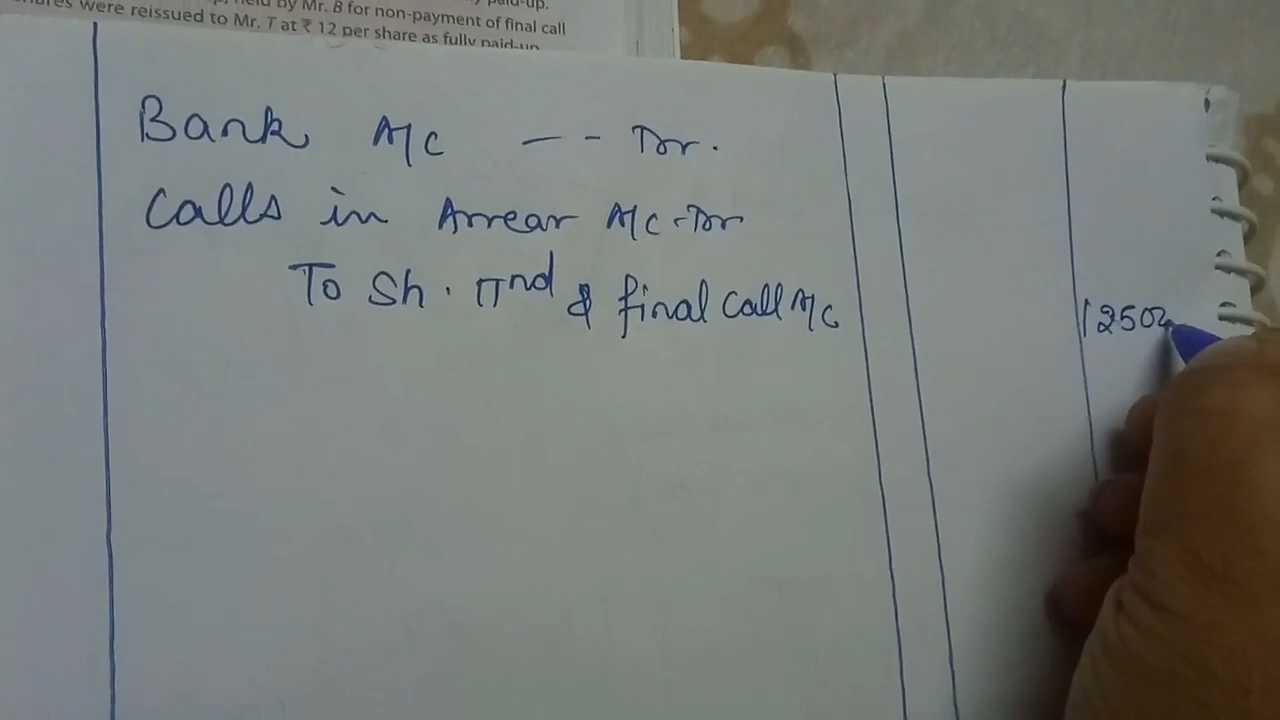 held by Mr. B for non-payment of final call
were reissued to Mr. T at ₹ 12 per share as fully paid-up
Bank A/C -- Dr.
Calls in Arrear A/C - Dr
To Sh. IInd & final Call A/C 12500